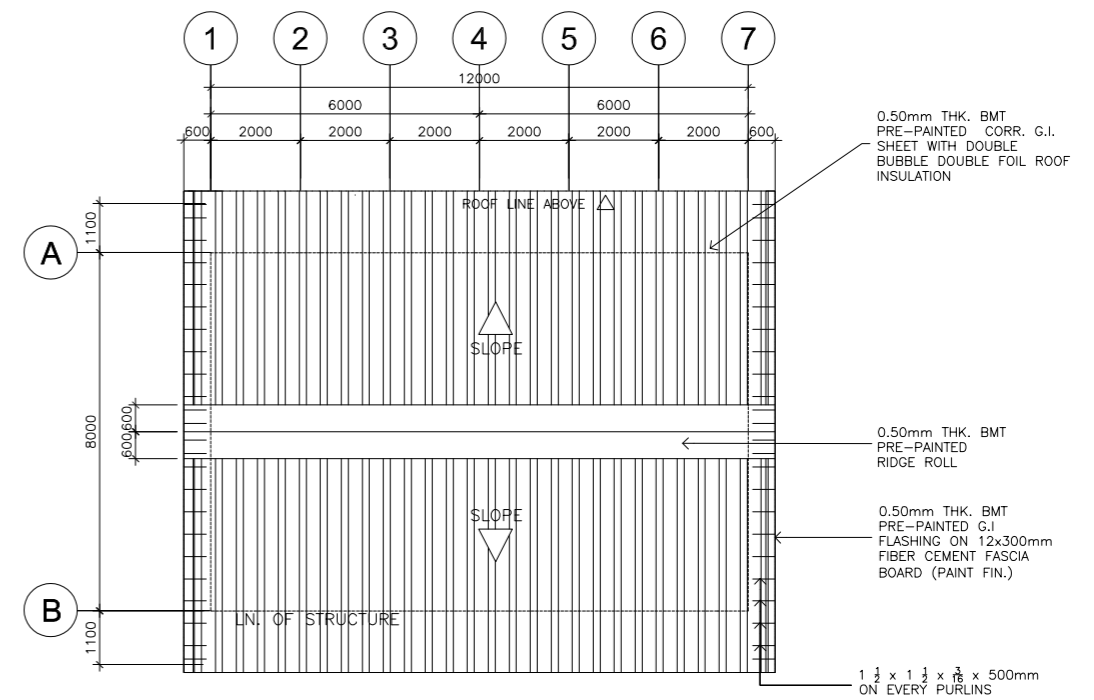 1 2 3 4 5 6 7
12000
6000 6000
600 2000 2000 2000 2000 2000 2000 600
0.50mm THK. BMT
PRE-PAINTED CORR. G.I.
SHEET WITH DOUBLE
BUBBLE DOUBLE FOIL ROOF
INSULATION
ROOF LINE ABOVE
1100
A
SLOPE
8000
600
600
0.50mm THK. BMT
PRE-PAINTED
RIDGE ROLL
SLOPE
0.50mm THK. BMT
PRE-PAINTED G.I
FLASHING ON 12x300mm
FIBER CEMENT FASCIA
BOARD (PAINT FIN.)
B
LN. OF STRUCTURE
1100
1 1/2 x 1 1/2 x 3/16 x 500mm
ON EVERY PURLINS